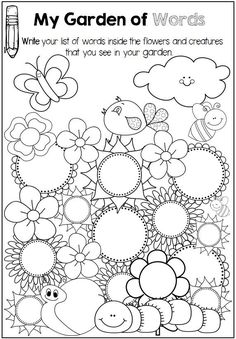 My Garden of Words
Write your list of words inside the flowers and creatures
that you see in your garden.